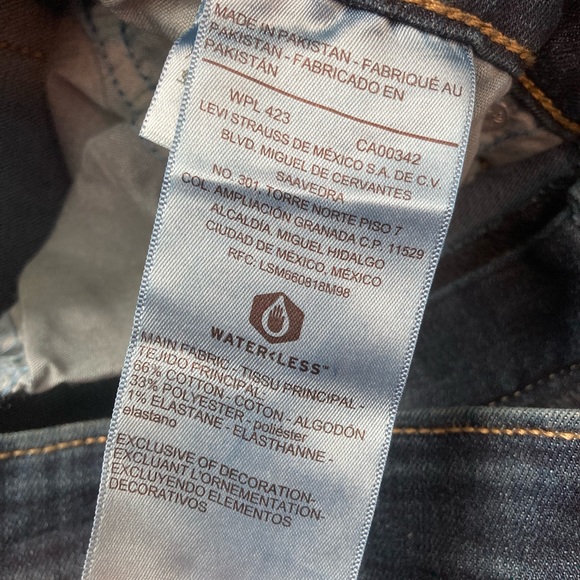 MADE IN PAKISTAN - FABRIQUÉ AU
PAKISTAN - FABRICADO EN
PAKISTAN
WPL 423 CA00342
LEVI STRAUSS DE MÉXICO S.A. DE C.V.
BLVD. MIGUEL DE CERVANTES
SAAVEDRA
NO. 301, TORRE NORTE PISO 7
COL. AMPLIACIÓN GRANADA C.P. 11529
ALCALDÍA, MIGUEL HIDALGO
CIUDAD DE MÉXICO, MÉXICO
RFC: LSM660818M98
WATER<LESS™
MAIN FABRIC - TISSU PRINCIPAL -
TEJIDO PRINCIPAL:
66% COTTON - COTON - ALGODÓN
33% POLYESTER - poliéster
1% ELASTANE - ELASTHANNE -
elastano
EXCLUSIVE OF DECORATION-
EXCLUANT L'ORNEMENTATION-
EXCLUYENDO ELEMENTOS
DECORATIVOS